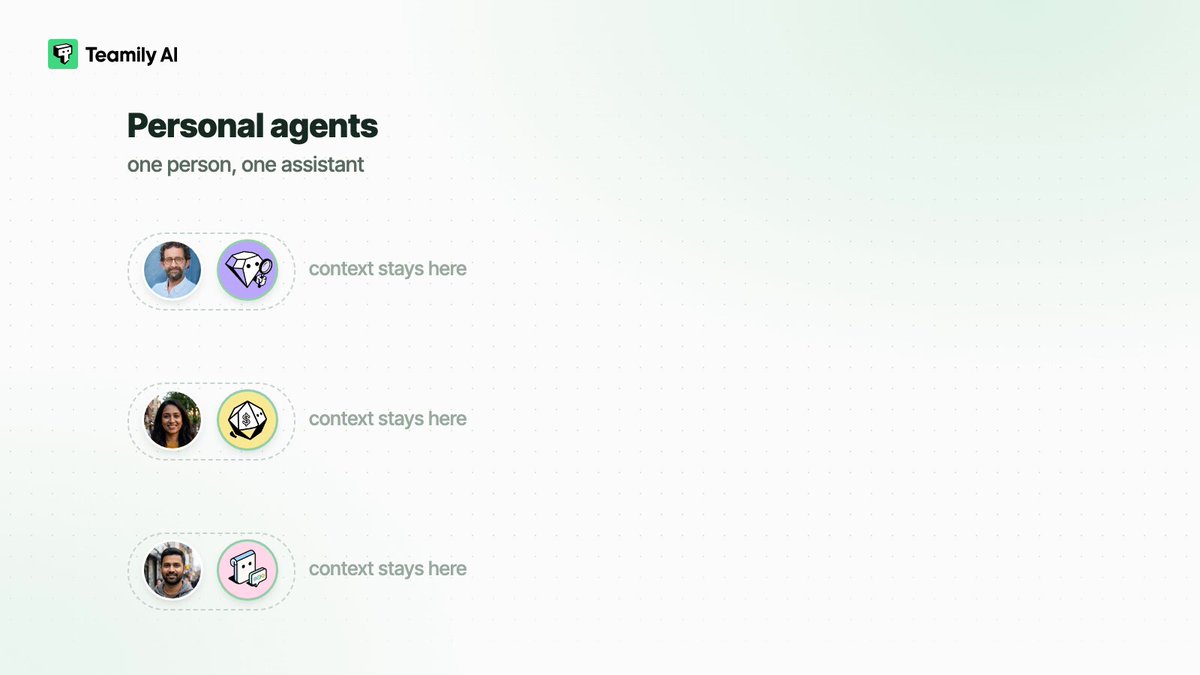 Teamily AI
Personal agents
one person, one assistant
context stays here
context stays here
context stays here